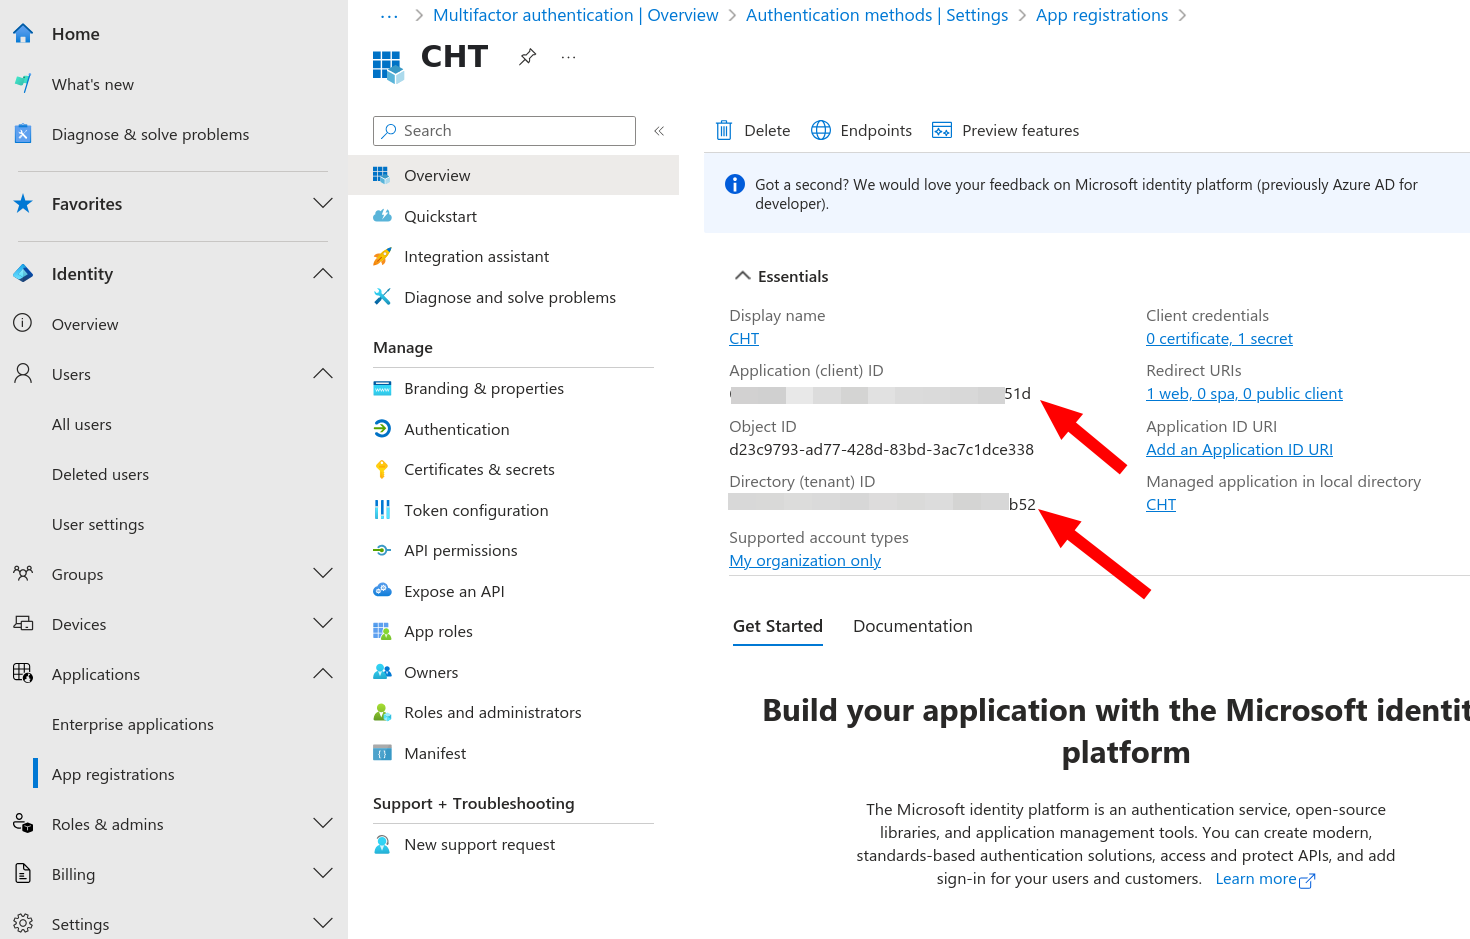 Home
What's new
Diagnose & solve problems
Favorites
Identity
Overview
Users
All users
Deleted users
User settings
Groups
Devices
Applications
Enterprise applications
App registrations
Roles & admins
Billing
Settings
... > Multifactor authentication | Overview > Authentication methods | Settings > App registrations >
CHT
...
Search
«
Overview
Quickstart
Integration assistant
Diagnose and solve problems
Manage
Branding & properties
Authentication
Certificates & secrets
Token configuration
API permissions
Expose an API
App roles
Owners
Roles and administrators
Manifest
Support + Troubleshooting
New support request
Delete Endpoints Preview features
Got a second? We would love your feedback on Microsoft identity platform (previously Azure AD for
developer).
Essentials
Display name
CHT
Application (client) ID
51d
Object ID
d23c9793-ad77-428d-83bd-3ac7c1dce338
Directory (tenant) ID
b52
Supported account types
My organization only
Client credentials
0 certificate, 1 secret
Redirect URIs
1 web, 0 spa, 0 public client
Application ID URI
Add an Application ID URI
Managed application in local directory
CHT
Get Started Documentation
Build your application with the Microsoft identit
platform
The Microsoft identity platform is an authentication service, open-source
libraries, and application management tools. You can create modern,
standards-based authentication solutions, access and protect APIs, and add
sign-in for your users and customers. Learn more